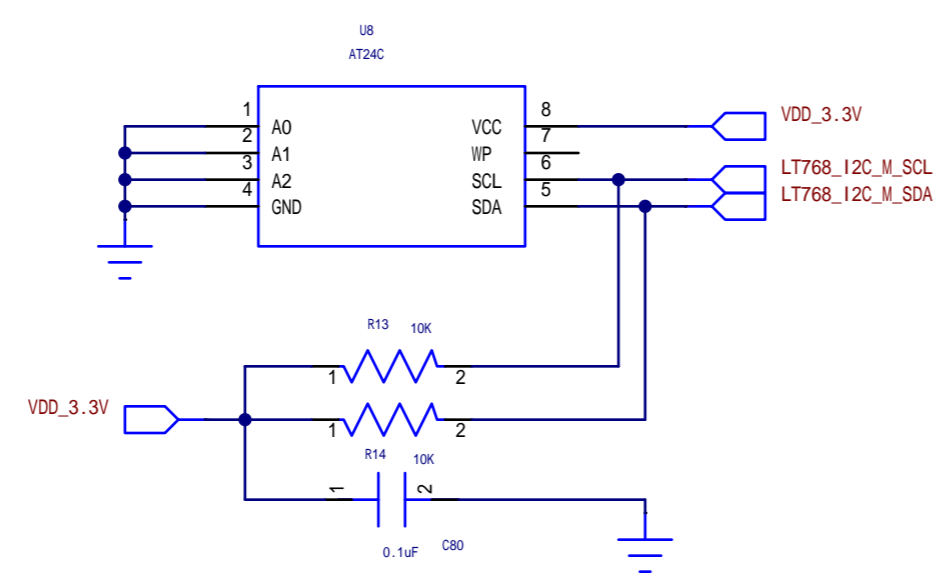 U8
AT24C
1 8
A0 VCC VDD_3.3V
2 7
A1 WP
3 6
A2 SCL LT768_I2C_M_SCL
4 5
GND SDA LT768_I2C_M_SDA
R13 10K
1 2
VDD_3.3V
1 2
R14 10K
1 2
0.1uF C80